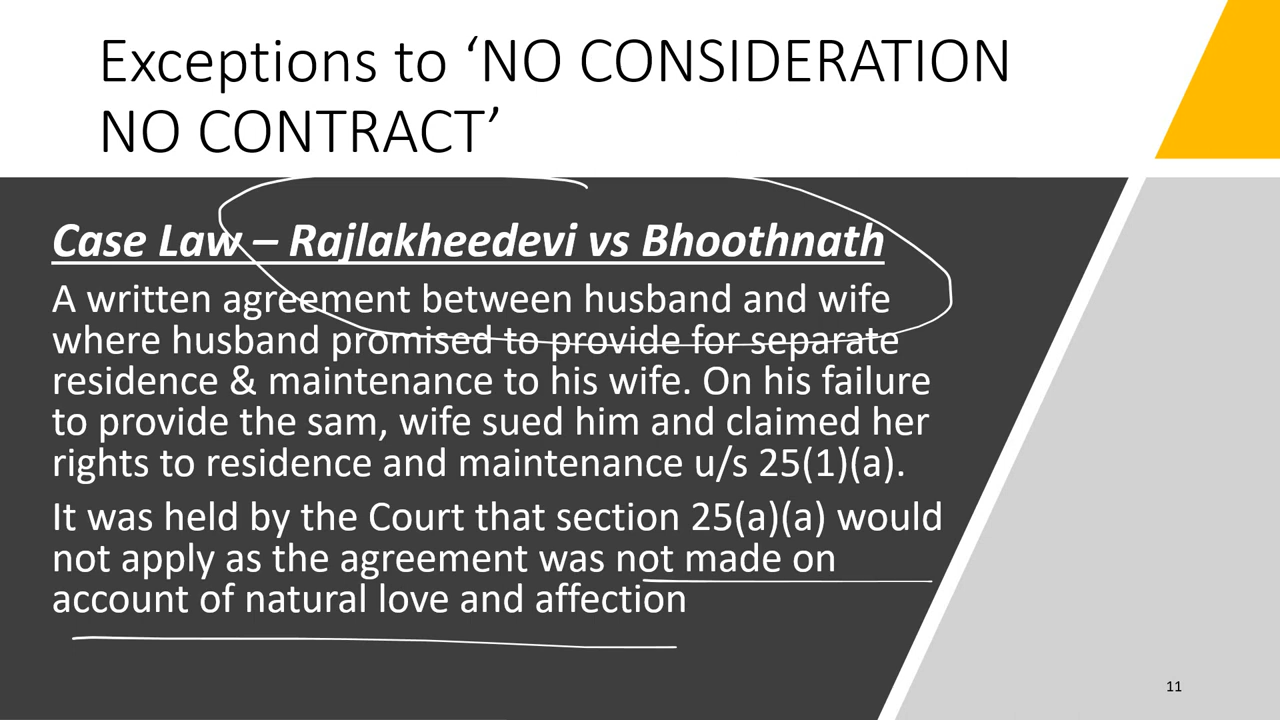 Exceptions to ‘NO CONSIDERATION
NO CONTRACT’
Case Law – Rajlakheedevi vs Bhoothnath
A written agreement between husband and wife
where husband promised to provide for separate
residence & maintenance to his wife. On his failure
to provide the sam, wife sued him and claimed her
rights to residence and maintenance u/s 25(1)(a).
It was held by the Court that section 25(a)(a) would
not apply as the agreement was not made on
account of natural love and affection
11